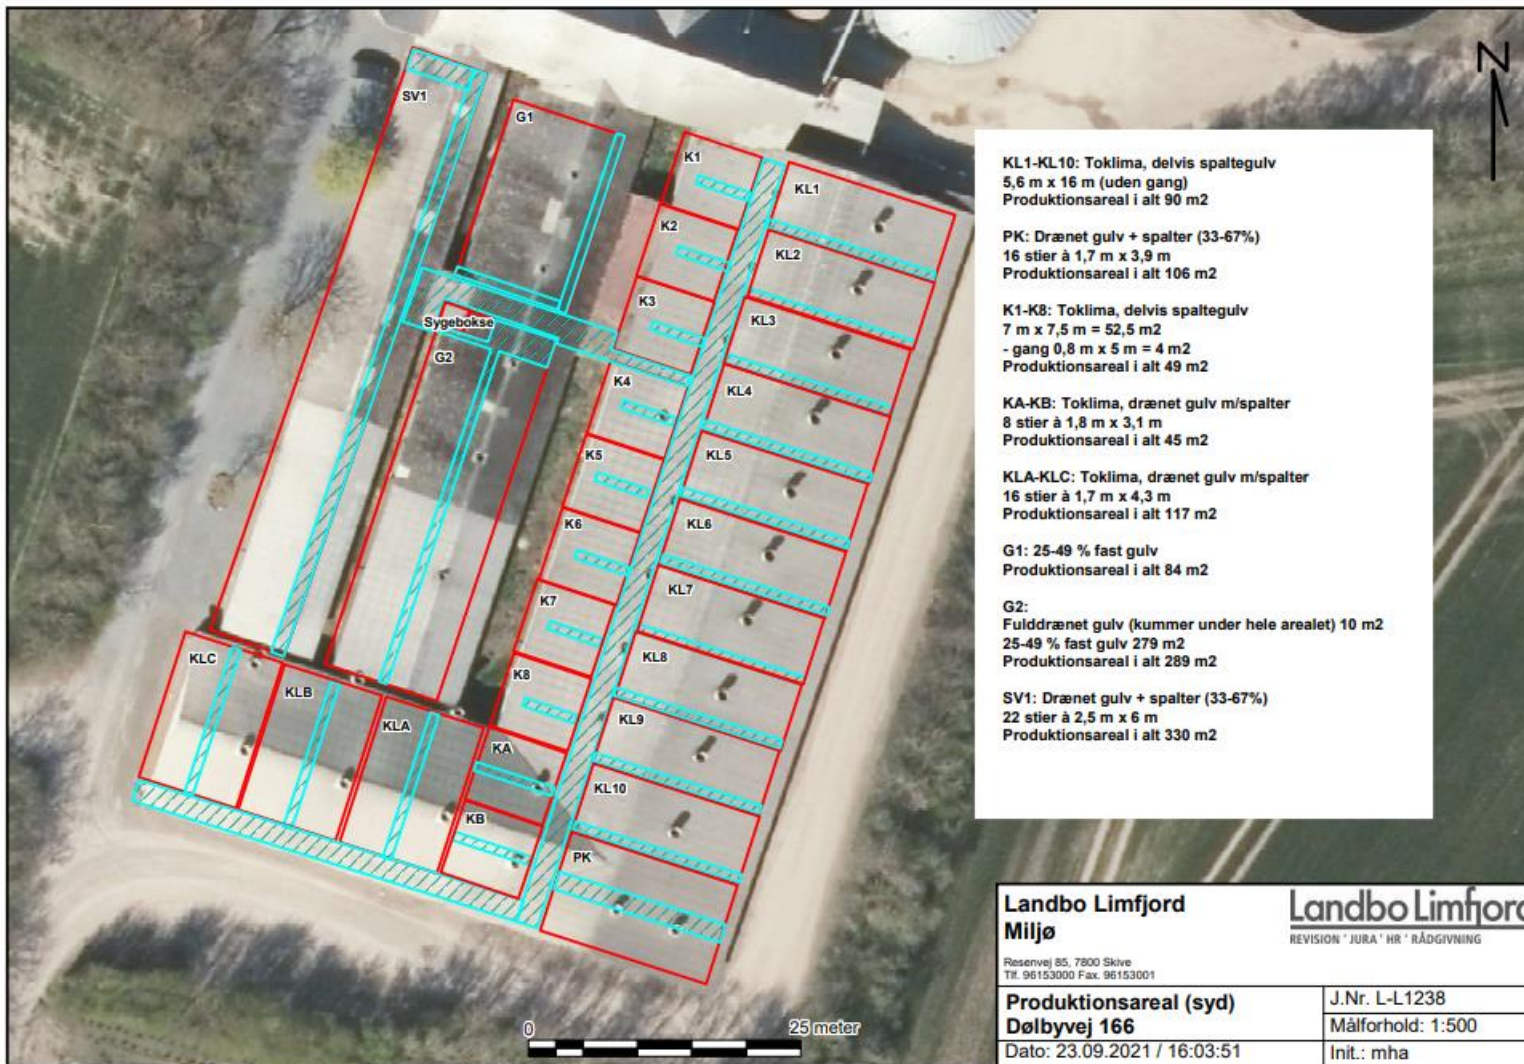 N
SV1
G1
K1
KL1
K2
KL2
K3
KL3
Sygebokse
G2
K4
KL4
K5
KL5
K6
KL6
K7
KL7
K8
KL8
KLC
KLB
KLA
KL9
KA
KL10
KB
PK
0
25 meter
KL1-KL10: Toklima, delvis spaltegulv
5,6 m x 16 m (uden gang)
Produktionsareal i alt 90 m2
PK: Drænet gulv + spalter (33-67%)
16 stier à 1,7 m x 3,9 m
Produktionsareal i alt 106 m2
K1-K8: Toklima, delvis spaltegulv
7 m x 7,5 m = 52,5 m2
- gang 0,8 m x 5 m = 4 m2
Produktionsareal i alt 49 m2
KA-KB: Toklima, drænet gulv m/spalter
8 stier à 1,8 m x 3,1 m
Produktionsareal i alt 45 m2
KLA-KLC: Toklima, drænet gulv m/spalter
16 stier à 1,7 m x 4,3 m
Produktionsareal i alt 117 m2
G1: 25-49 % fast gulv
Produktionsareal i alt 84 m2
G2:
Fulddrænet gulv (kummer under hele arealet) 10 m2
25-49 % fast gulv 279 m2
Produktionsareal i alt 289 m2
SV1: Drænet gulv + spalter (33-67%)
22 stier à 2,5 m x 6 m
Produktionsareal i alt 330 m2
Landbo Limfjord
Miljø
Landbo Limfjord
REVISION ' JURA ' HR ' RÅDGIVNING
Resenvej 85, 7800 Skive
Tlf. 96153000 Fax. 96153001
Produktionsareal (syd)
Dølbyvej 166
J.Nr. L-L1238
Målforhold: 1:500
Dato: 23.09.2021 / 16:03:51
Init.: mha